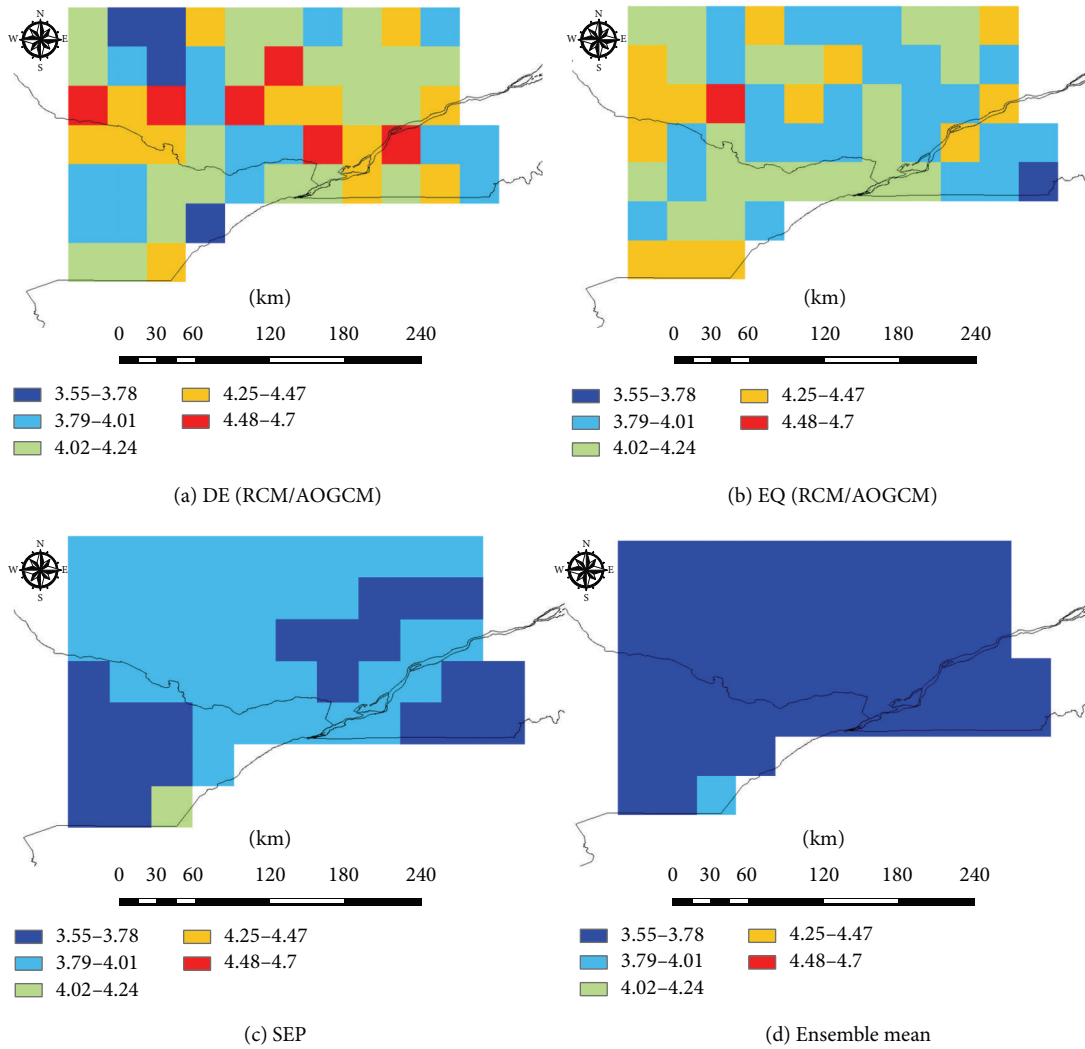 N
W E
S
(km)
0 30 60 120 180 240
3.55–3.78 4.25–4.47
3.79–4.01 4.48–4.7
4.02–4.24
(a) DE (RCM/AOGCM)
N
W E
S
(km)
0 30 60 120 180 240
3.55–3.78 4.25–4.47
3.79–4.01 4.48–4.7
4.02–4.24
(b) EQ (RCM/AOGCM)
N
W E
S
(km)
0 30 60 120 180 240
3.55–3.78 4.25–4.47
3.79–4.01 4.48–4.7
4.02–4.24
(c) SEP
N
W E
S
(km)
0 30 60 120 180 240
3.55–3.78 4.25–4.47
3.79–4.01 4.48–4.7
4.02–4.24
(d) Ensemble mean